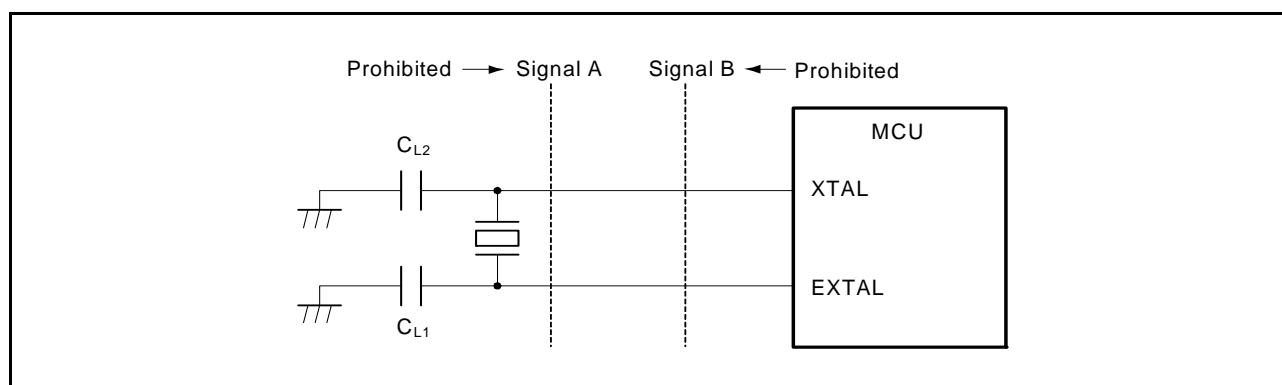 Prohibited Signal A Signal B Prohibited
MCU
CL2
XTAL
EXTAL
CL1